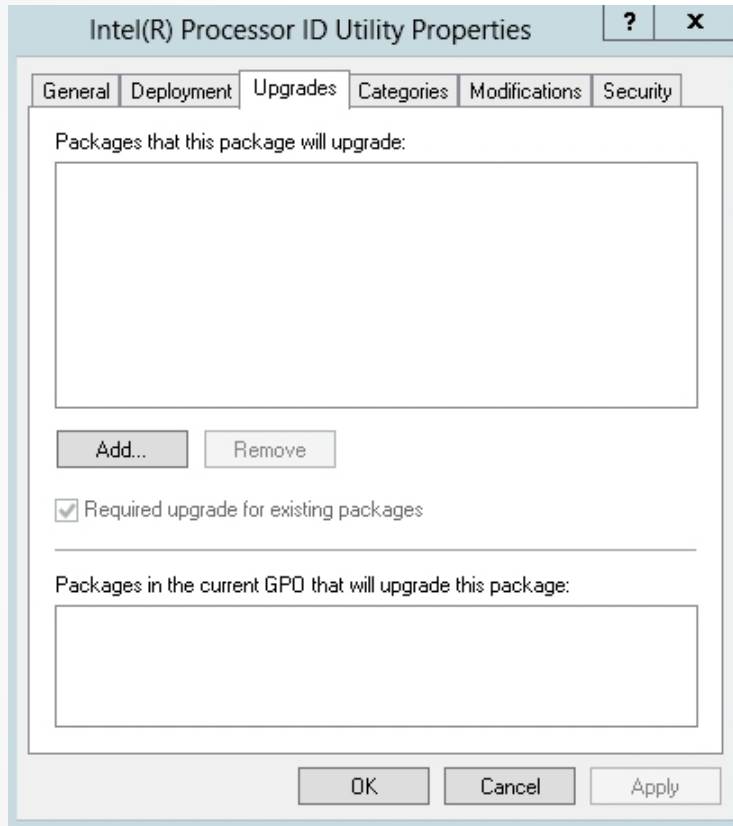 Intel(R) Processor ID Utility Properties
? x
General Deployment Upgrades Categories Modifications Security
Packages that this package will upgrade:
Add... Remove
Required upgrade for existing packages
Packages in the current GPO that will upgrade this package:
OK Cancel Apply